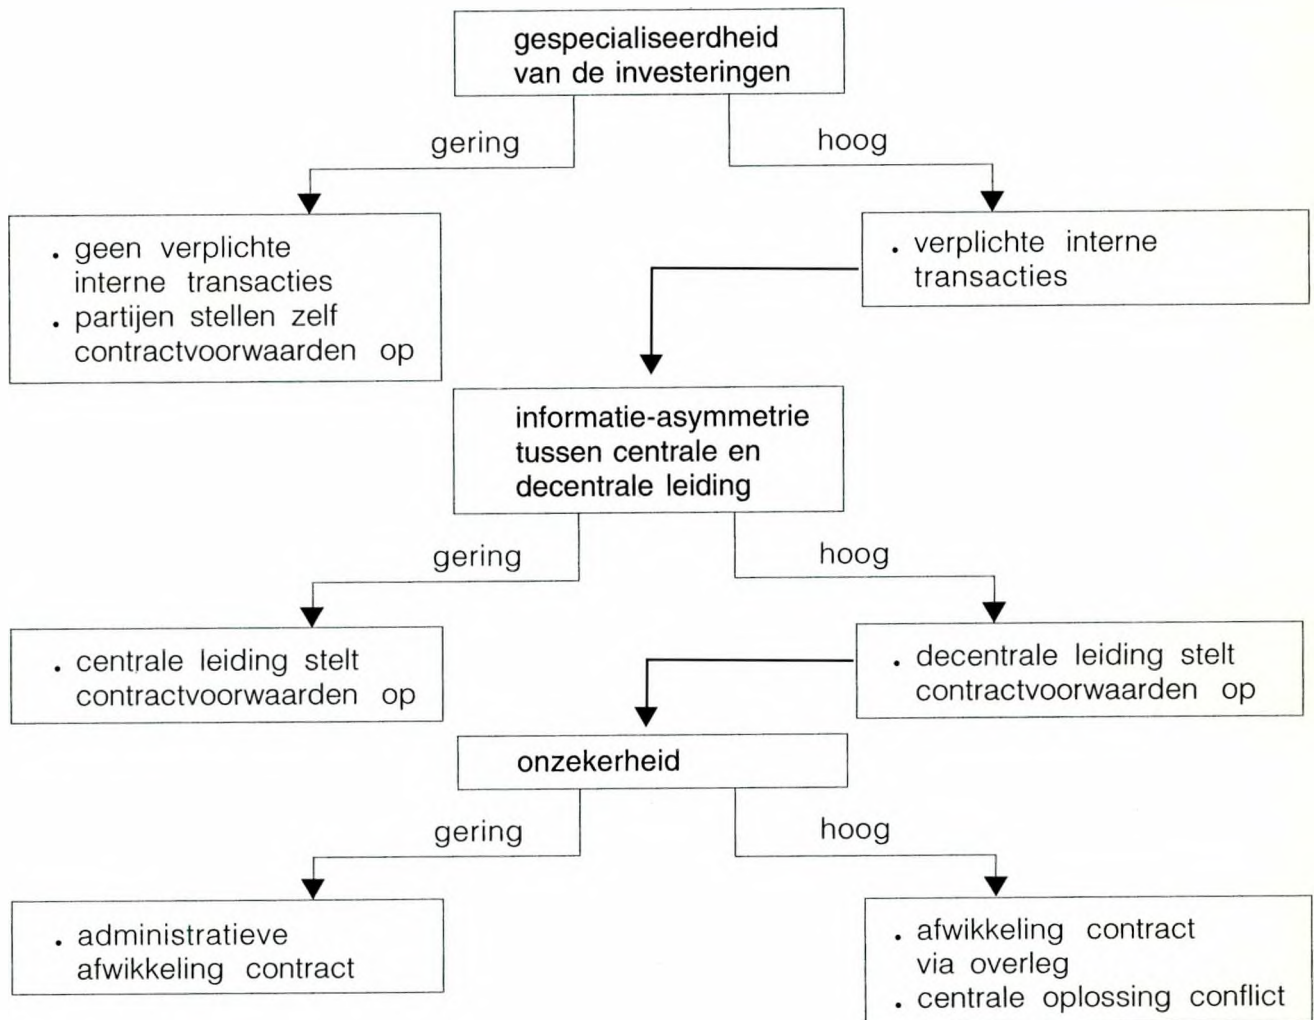 gespecialiseerdheid
van de investeringen
gering
hoog
. geen verplichte
interne transacties
. partijen stellen zelf
contractvoorwaarden op
. verplichte interne
transacties
informatie-asymmetrie
tussen centrale en
decentrale leiding
gering
hoog
. centrale leiding stelt
contractvoorwaarden op
. decentrale leiding stelt
contractvoorwaarden op
onzekerheid
gering
hoog
. administratieve
afwikkeling contract
. afwikkeling contract
via overleg
. centrale oplossing conflict